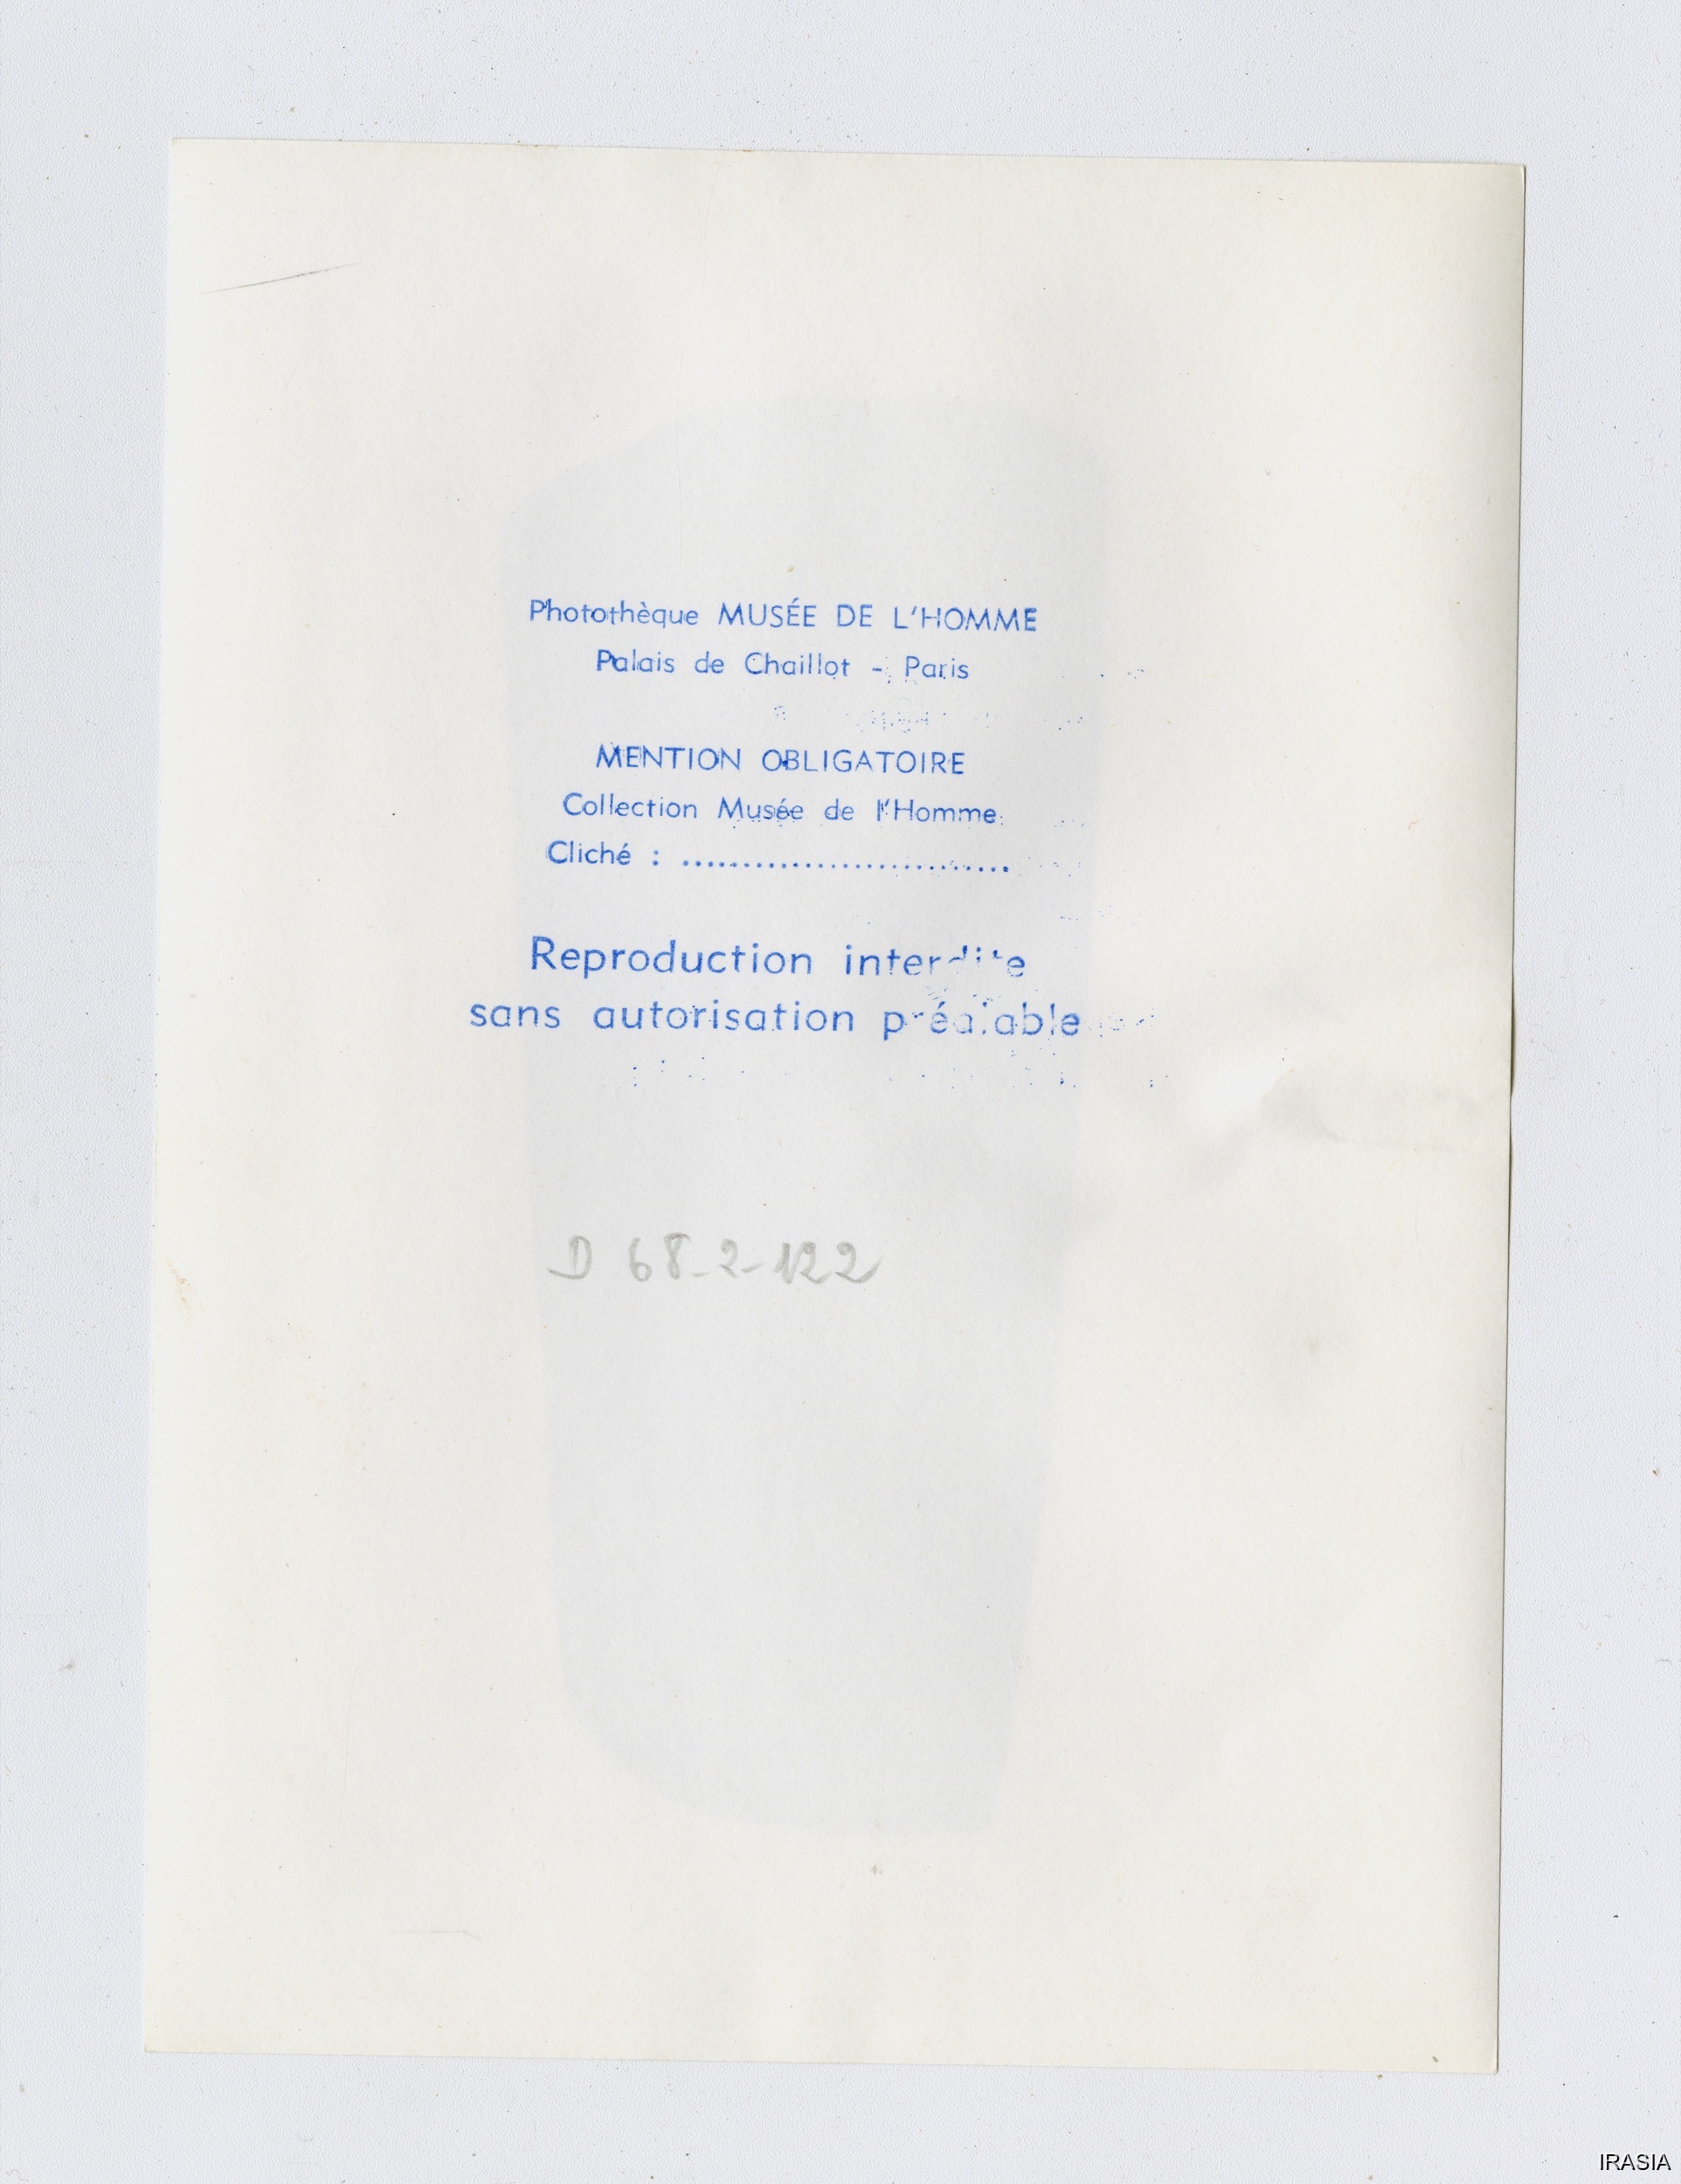 Photothèque MUSÉE DE L'HOMME
Palais de Chaillot - Paris
MENTION OBLIGATOIRE
Collection Musée de l'Homme
Cliché : ...........................
Reproduction interdite
sans autorisation préalable
D 68-2-122
IRASIA